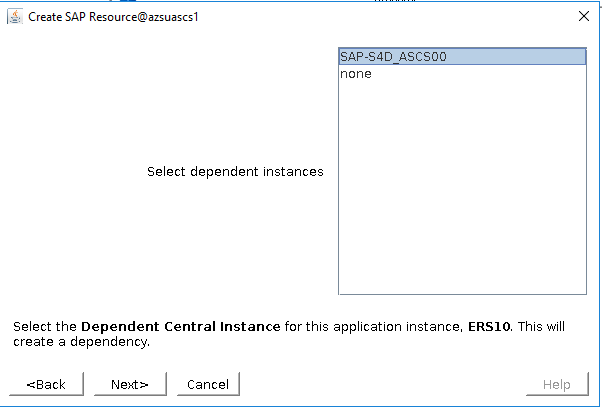 Create SAP Resource@azsuascs1
SAP-S4D_ASCS00
none
Select dependent instances
Select the Dependent Central Instance for this application instance, ERS10. This will
create a dependency.
<Back
Next>
Cancel
Help